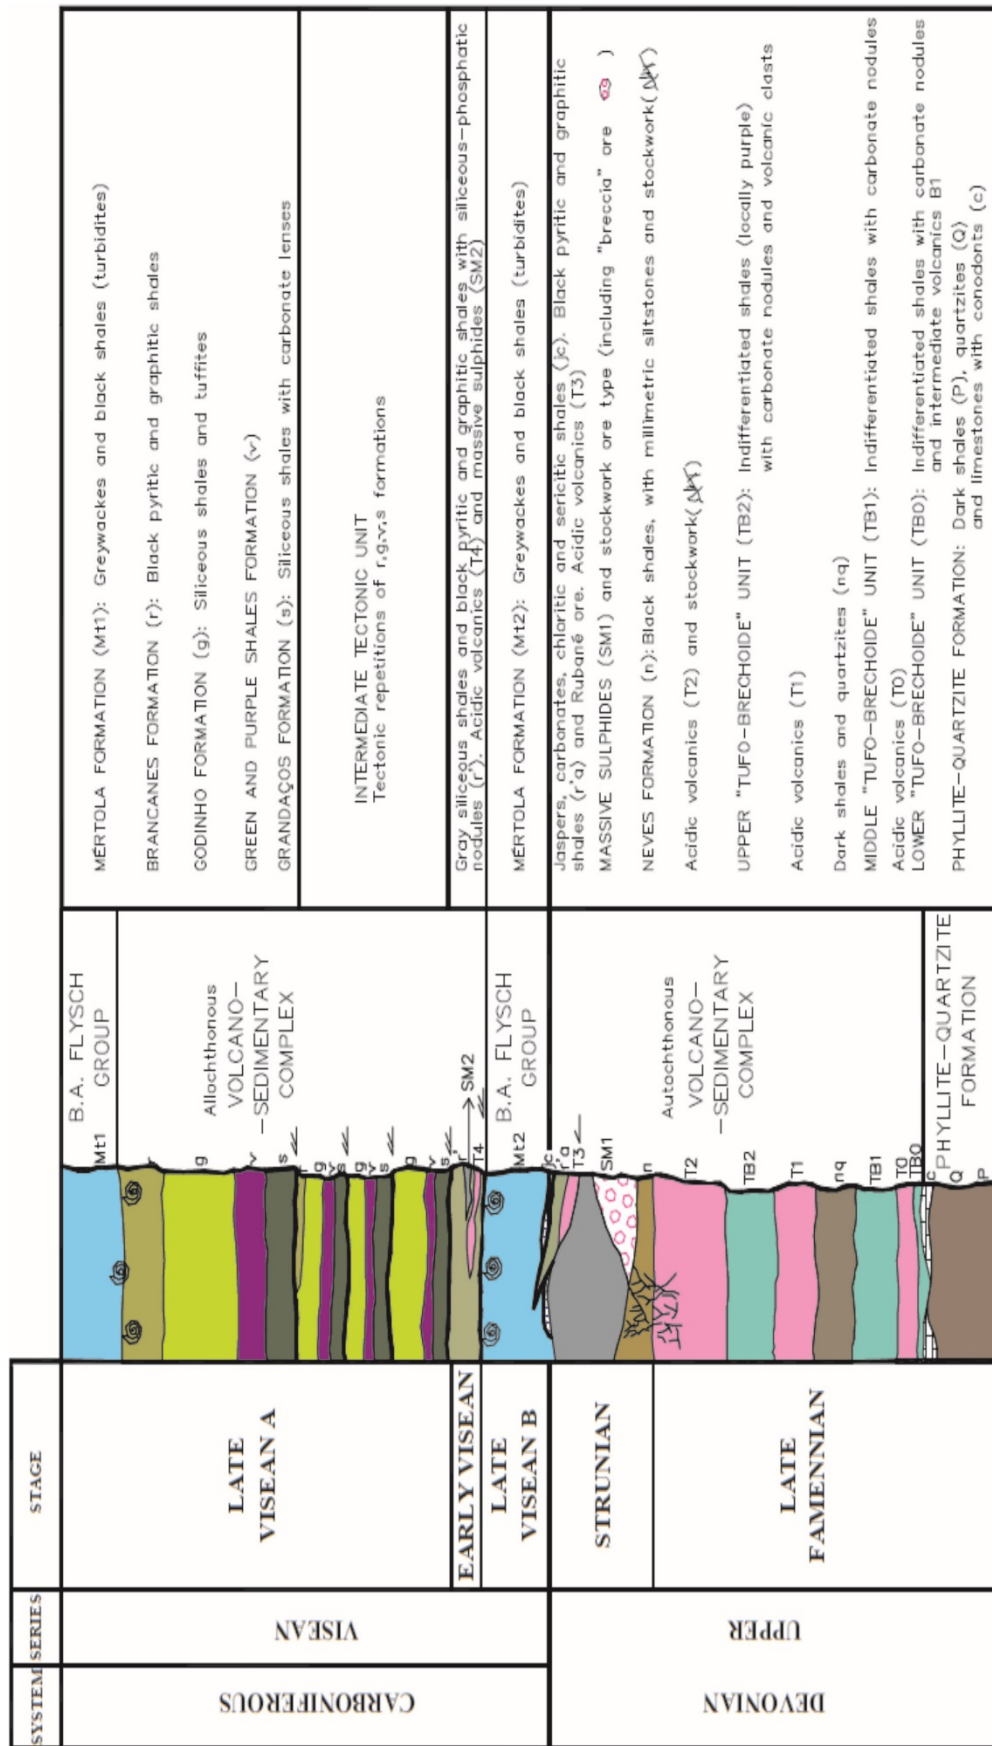 SYSTEM
SERIES
STAGE
CARBONIFEROUS
DEVONIAN
VISEAN
UPPER
LATE
VISEAN A
EARLY VISEAN
LATE
VISEAN B
STRUNIAN
LATE
FAMENNIAN
Mt1
r
g
v
s
r
g
v
s
g
v
s
g
v
s
r'
SM2
T4
Mt2
Jc
r'a
T3
SM1
n
T2
TB2
T1
nq
TB1
T0
TB0
c
Q
P
B.A. FLYSCH
GROUP
Allochthonous
VOLCANO–
–SEDIMENTARY
COMPLEX
B.A. FLYSCH
GROUP
Autochthonous
VOLCANO–
–SEDIMENTARY
COMPLEX
PHYLLITE–QUARTZITE
FORMATION
MÉRTOLA FORMATION (Mt1): Greywackes and black shales (turbidites)
BRANCANES FORMATION (r): Black pyritic and graphitic shales
GODINHO FORMATION (g): Siliceous shales and tuffites
GREEN AND PURPLE SHALES FORMATION (v)
GRANDAÇOS FORMATION (s): Siliceous shales with carbonate lenses
INTERMEDIATE TECTONIC UNIT
Tectonic repetitions of r,g,v,s formations
Gray siliceous shales and black pyritic and graphitic shales with siliceous–phosphatic
nodules (r'). Acidic volcanics (T4) and massive sulphides (SM2)
MÉRTOLA FORMATION (Mt2): Greywackes and black shales (turbidites)
Jaspers, carbonates, chloritic and sericitic shales (Jc). Black pyritic and graphitic
shales (r'a) and Rubané ore. Acidic volcanics (T3)
MASSIVE SULPHIDES (SM1) and stockwork ore type (including "breccia" ore )
NEVES FORMATION (n): Black shales, with millimetric siltstones and stockwork( )
Acidic volcanics (T2) and stockwork( )
UPPER "TUFO–BRECHOIDE" UNIT (TB2): Indifferentiated shales (locally purple)
with carbonate nodules and volcanic clasts
Acidic volcanics (T1)
Dark shales and quartzites (nq)
MIDDLE "TUFO–BRECHOIDE" UNIT (TB1): Indifferentiated shales with carbonate nodules
Acidic volcanics (T0)
LOWER "TUFO–BRECHOIDE" UNIT (TB0): Indifferentiated shales with carbonate nodules
and intermediate volcanics B1
PHYLLITE–QUARTZITE FORMATION: Dark shales (P), quartzites (Q)
and limestones with conodonts (c)